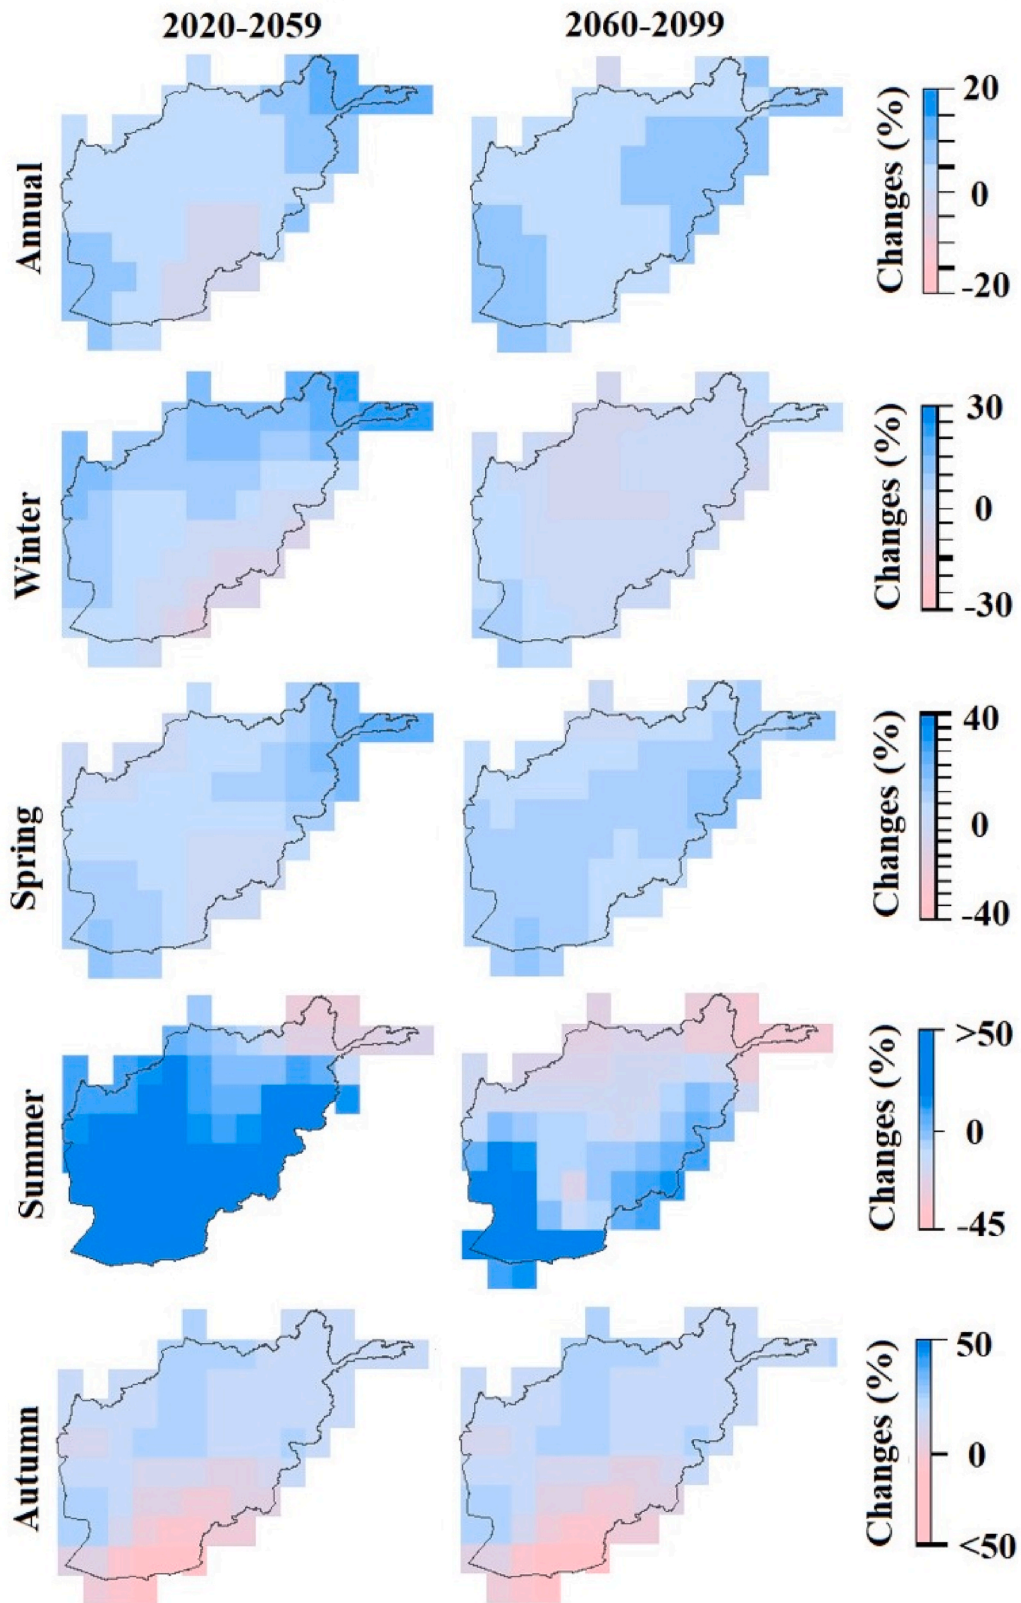 2020-2059 2060-2099
Annual
Changes (%)
20
0
-20
Winter
Changes (%)
30
0
-30
Spring
Changes (%)
40
0
-40
Summer
Changes (%)
>50
0
-45
Autumn
Changes (%)
50
0
<50